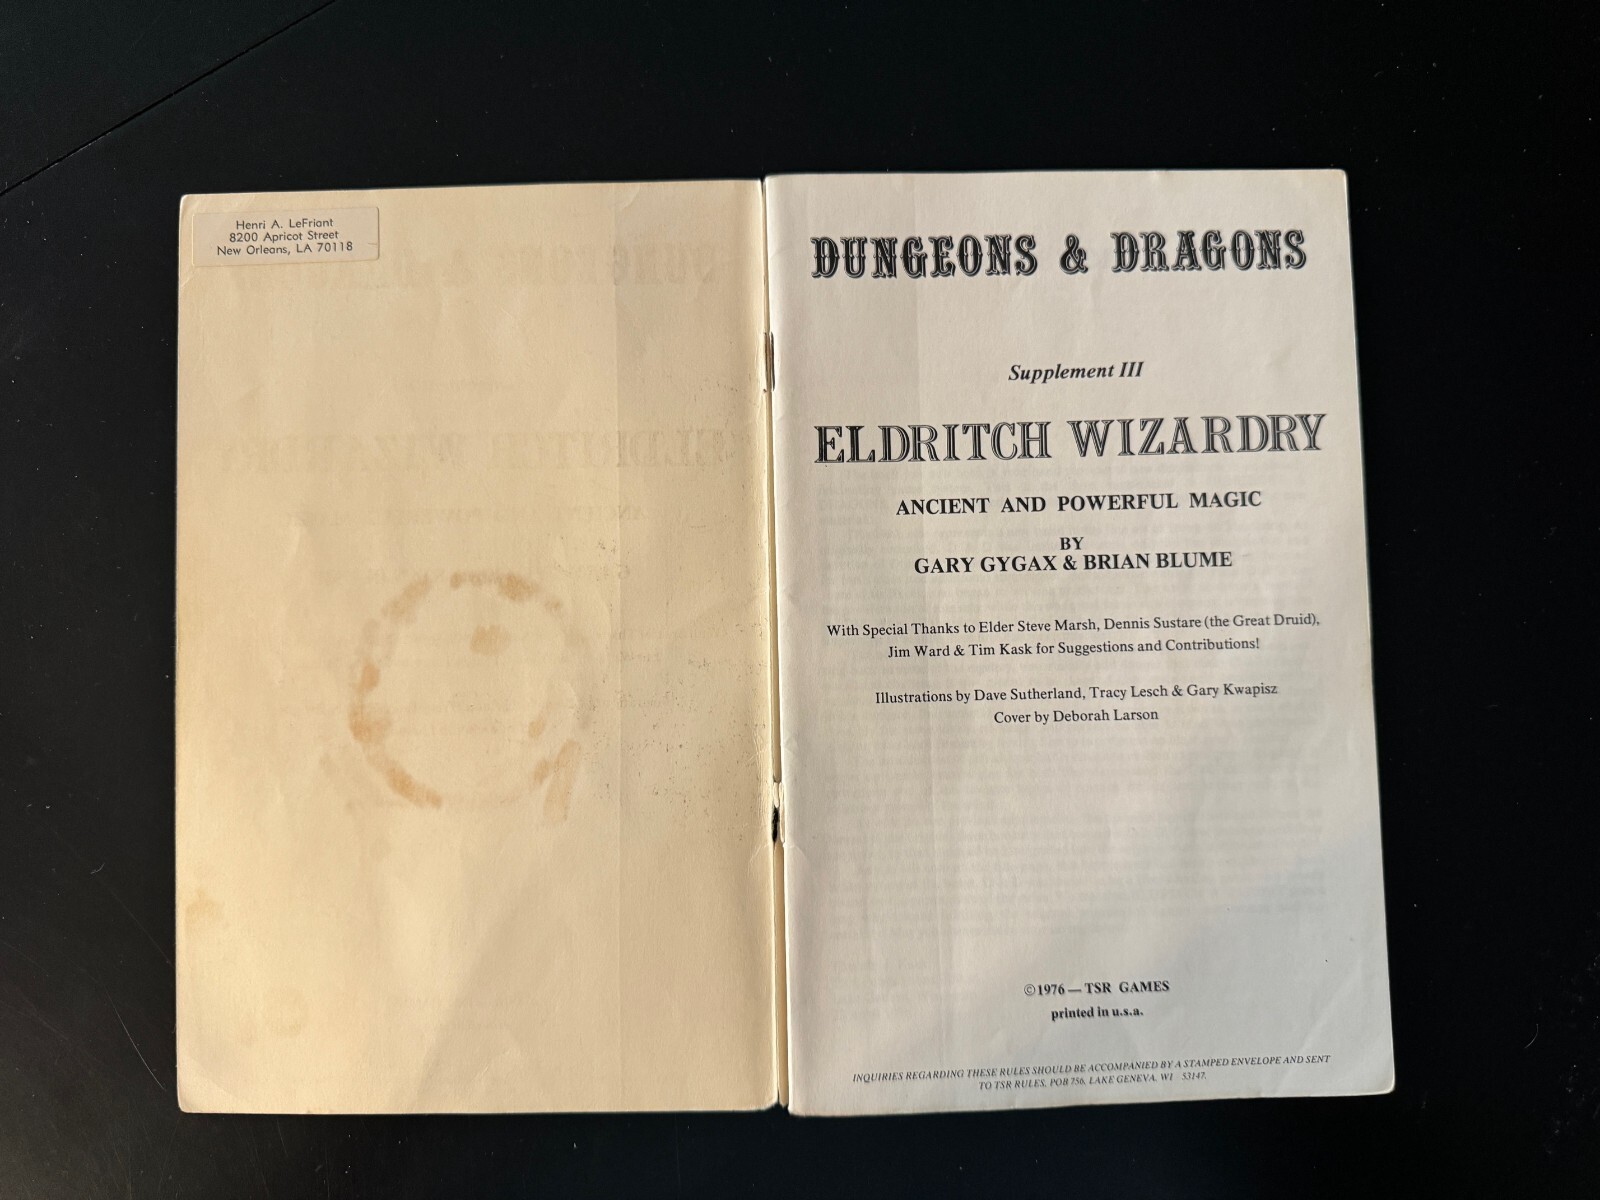 Henri A. LeFriant
8200 Apricot Street
New Orleans, LA 70118
DUNGEONS & DRAGONS
Supplement III
ELDRITCH WIZARDRY
ANCIENT AND POWERFUL MAGIC
BY
GARY GYGAX & BRIAN BLUME
With Special Thanks to Elder Steve Marsh, Dennis Sustare (the Great Druid),
Jim Ward & Tim Kask for Suggestions and Contributions!
Illustrations by Dave Sutherland, Tracy Lesch & Gary Kwapisz
Cover by Deborah Larson
©1976 — TSR GAMES
printed in u.s.a.
INQUIRIES REGARDING THESE RULES SHOULD BE ACCOMPANIED BY A STAMPED ENVELOPE AND SENT
TO TSR RULES, POB 756, LAKE GENEVA, WI 53147.